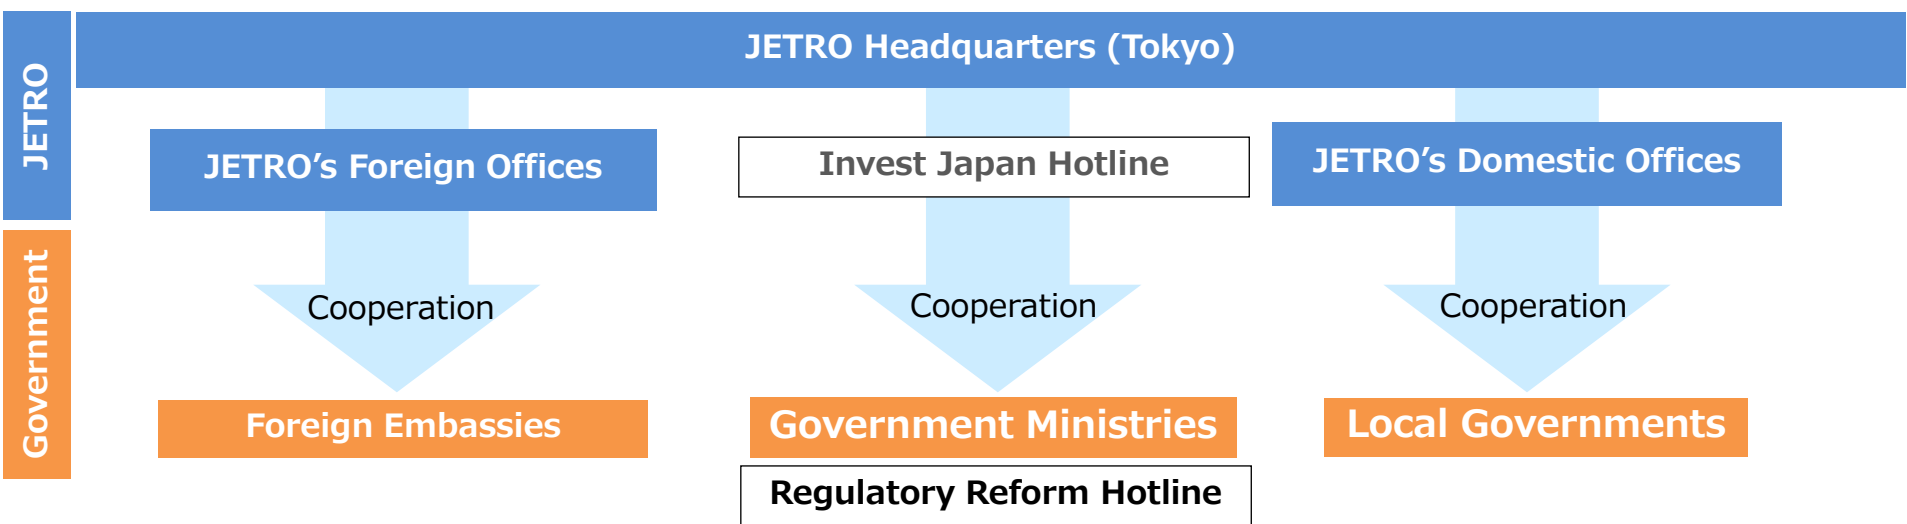 JETRO
JETRO Headquarters (Tokyo)
JETRO’s Foreign Offices
Invest Japan Hotline
JETRO’s Domestic Offices
Government
Cooperation
Cooperation
Cooperation
Foreign Embassies
Government Ministries
Local Governments
Regulatory Reform Hotline